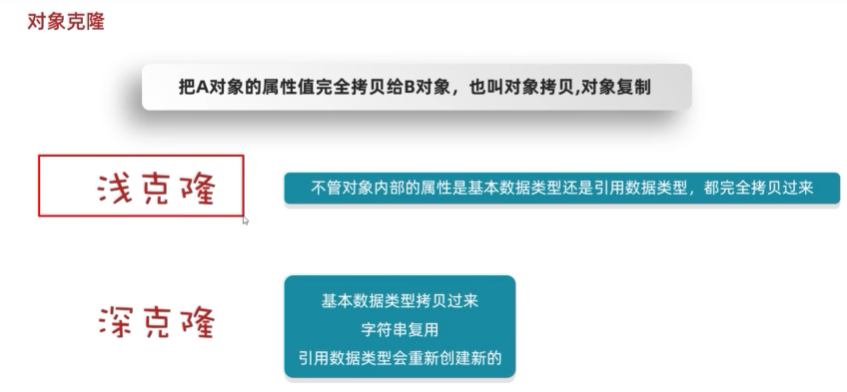 对象克隆
把A对象的属性值完全拷贝给B对象，也叫对象拷贝,对象复制
浅克隆
不管对象内部的属性是基本数据类型还是引用数据类型，都完全拷贝过来
深克隆
基本数据类型拷贝过来
字符串复用
引用数据类型会重新创建新的